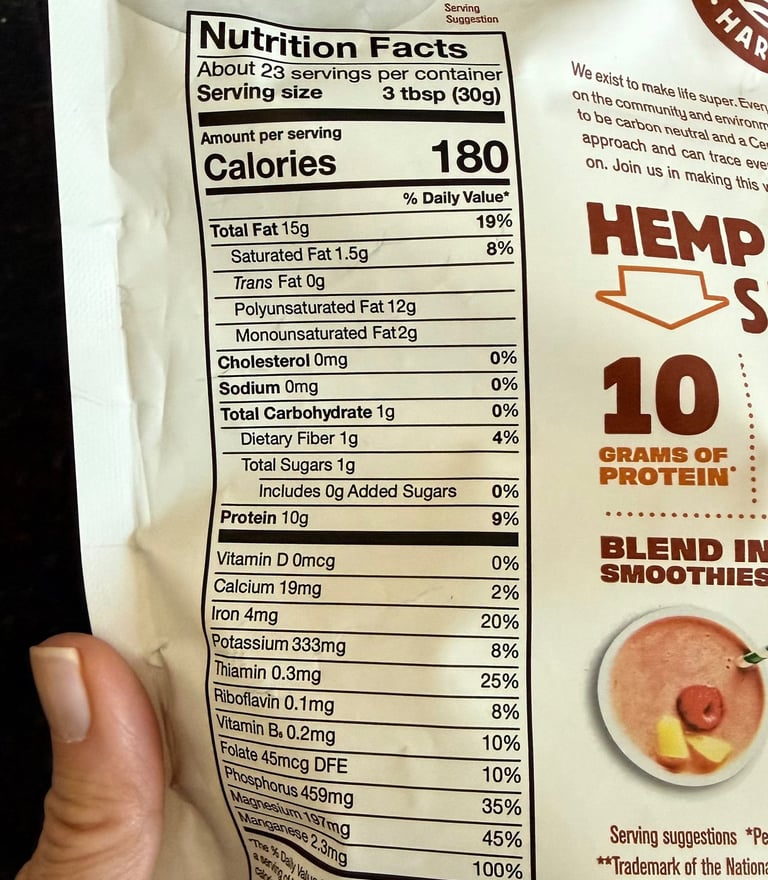 Serving
Suggestion
Nutrition Facts
About 23 servings per container
Serving size 3 tbsp (30g)
Amount per serving
Calories 180
% Daily Value*
Total Fat 15g 19%
Saturated Fat 1.5g 8%
Trans Fat 0g
Polyunsaturated Fat 12g
Monounsaturated Fat 2g
Cholesterol 0mg 0%
Sodium 0mg 0%
Total Carbohydrate 1g 0%
Dietary Fiber 1g 4%
Total Sugars 1g
Includes 0g Added Sugars 0%
Protein 10g 9%
Vitamin D 0mcg 0%
Calcium 19mg 2%
Iron 4mg 20%
Potassium 333mg 8%
Thiamin 0.3mg 25%
Riboflavin 0.1mg 8%
Vitamin B₆ 0.2mg 10%
Folate 45mcg DFE 10%
Phosphorus 459mg 35%
Magnesium 197mg 45%
Manganese 2.3mg 100%
*The % Daily
a serving of
HAR
We exist to make life super. Every
on the community and environm
to be carbon neutral and a Ce
approach and can trace eve
on. Join us in making this
HEMP
S
10
GRAMS OF
PROTEIN*
BLEND IN
SMOOTHIES
Serving suggestions *Pe
**Trademark of the Nationa